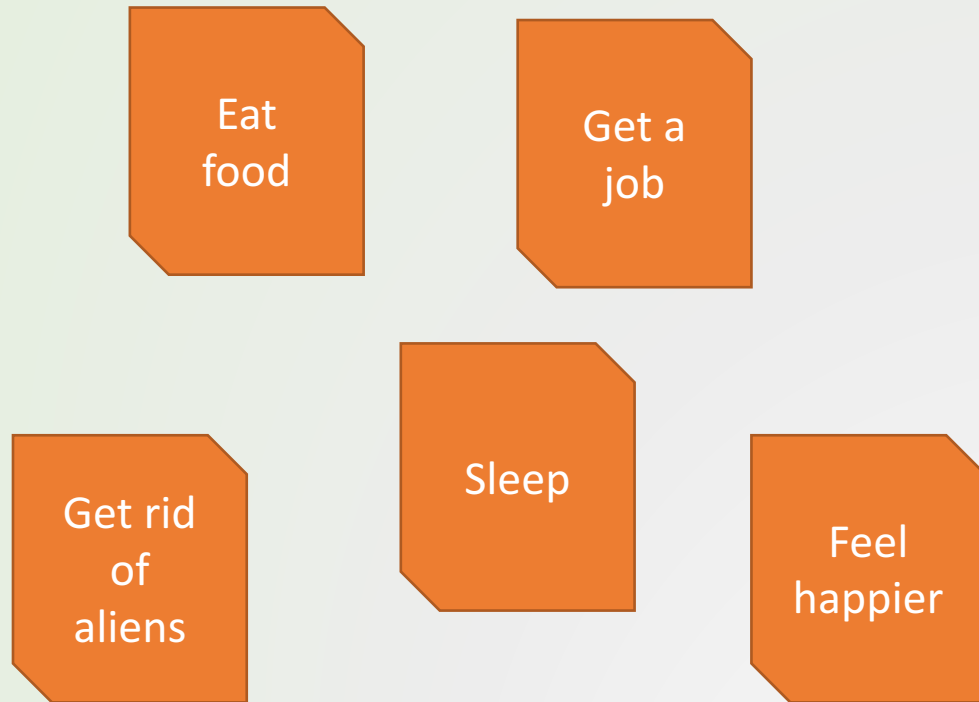 Eat
food
Get a
job
Sleep
Get rid
of
aliens
Feel
happier